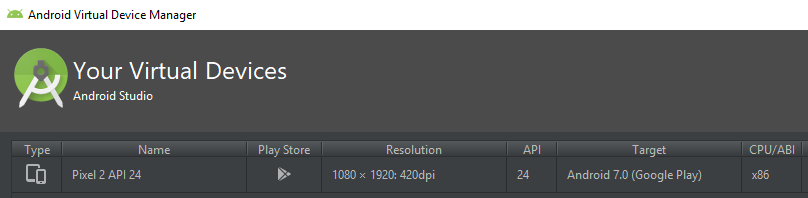 Android Virtual Device Manager
Your Virtual Devices
Android Studio
Type Name Play Store Resolution API Target CPU/ABI
Pixel 2 API 24 1080 × 1920: 420dpi 24 Android 7.0 (Google Play) x86